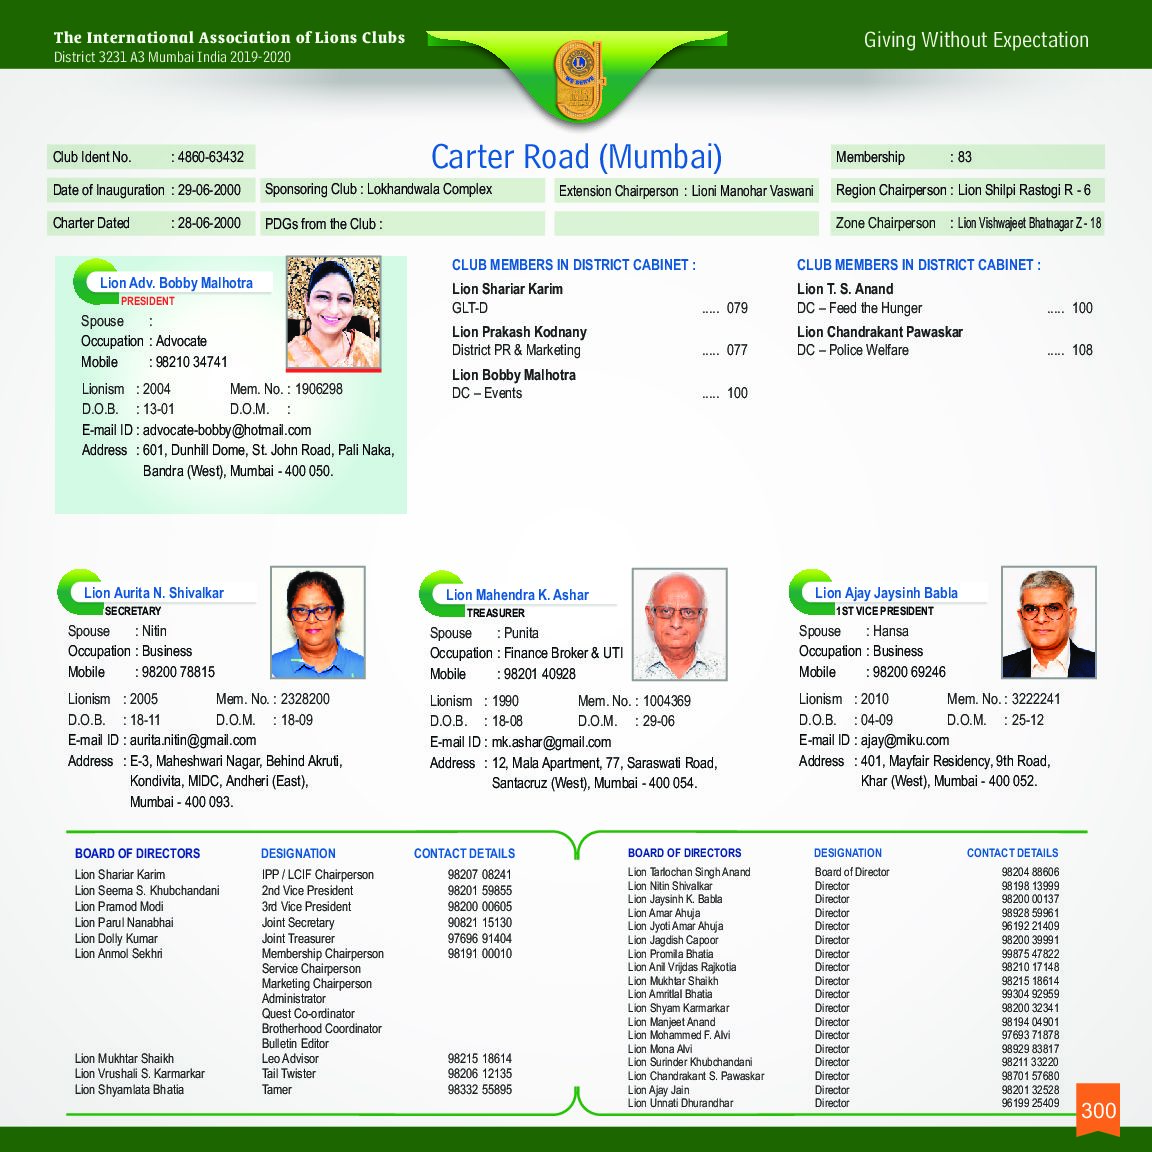 The International Association of Lions Clubs
District 3231 A3 Mumbai India 2019-2020
Giving Without Expectation
WE SERVE
Carter Road (Mumbai)
Club Ident No. : 4860-63432
Membership : 83
Date of Inauguration : 29-06-2000
Sponsoring Club : Lokhandwala Complex
Extension Chairperson : Lioni Manohar Vaswani
Region Chairperson : Lion Shilpi Rastogi R - 6
Charter Dated : 28-06-2000
PDGs from the Club :
Zone Chairperson : Lion Vishwajeet Bhatnagar Z - 18
Lion Adv. Bobby Malhotra
PRESIDENT
Spouse :
Occupation : Advocate
Mobile : 98210 34741
Lionism : 2004 Mem. No. : 1906298
D.O.B. : 13-01 D.O.M. :
E-mail ID : advocate-bobby@hotmail.com
Address : 601, Dunhill Dome, St. John Road, Pali Naka,
Bandra (West), Mumbai - 400 050.
CLUB MEMBERS IN DISTRICT CABINET :
Lion Shariar Karim
GLT-D ..... 079
Lion Prakash Kodnany
District PR & Marketing ..... 077
Lion Bobby Malhotra
DC – Events ..... 100
CLUB MEMBERS IN DISTRICT CABINET :
Lion T. S. Anand
DC – Feed the Hunger ..... 100
Lion Chandrakant Pawaskar
DC – Police Welfare ..... 108
Lion Aurita N. Shivalkar
SECRETARY
Spouse : Nitin
Occupation : Business
Mobile : 98200 78815
Lionism : 2005 Mem. No. : 2328200
D.O.B. : 18-11 D.O.M. : 18-09
E-mail ID : aurita.nitin@gmail.com
Address : E-3, Maheshwari Nagar, Behind Akruti,
Kondivita, MIDC, Andheri (East),
Mumbai - 400 093.
Lion Mahendra K. Ashar
TREASURER
Spouse : Punita
Occupation : Finance Broker & UTI
Mobile : 98201 40928
Lionism : 1990 Mem. No. : 1004369
D.O.B. : 18-08 D.O.M. : 29-06
E-mail ID : mk.ashar@gmail.com
Address : 12, Mala Apartment, 77, Saraswati Road,
Santacruz (West), Mumbai - 400 054.
Lion Ajay Jaysinh Babla
1ST VICE PRESIDENT
Spouse : Hansa
Occupation : Business
Mobile : 98200 69246
Lionism : 2010 Mem. No. : 3222241
D.O.B. : 04-09 D.O.M. : 25-12
E-mail ID : ajay@miku.com
Address : 401, Mayfair Residency, 9th Road,
Khar (West), Mumbai - 400 052.
BOARD OF DIRECTORS DESIGNATION CONTACT DETAILS
Lion Shariar Karim IPP / LCIF Chairperson 98207 08241
Lion Seema S. Khubchandani 2nd Vice President 98201 59855
Lion Pramod Modi 3rd Vice President 98200 00605
Lion Parul Nanabhai Joint Secretary 90821 15130
Lion Dolly Kumar Joint Treasurer 97696 91404
Lion Anmol Sekhri Membership Chairperson 98191 00010
Service Chairperson
Marketing Chairperson
Administrator
Quest Co-ordinator
Brotherhood Coordinator
Bulletin Editor
Lion Mukhtar Shaikh Leo Advisor 98215 18614
Lion Vrushali S. Karmarkar Tail Twister 98206 12135
Lion Shyamlata Bhatia Tamer 98332 55895
BOARD OF DIRECTORS DESIGNATION CONTACT DETAILS
Lion Tarlochan Singh Anand Board of Director 98204 88606
Lion Nitin Shivalkar Director 98198 13999
Lion Jaysinh K. Babla Director 98200 00137
Lion Amar Ahuja Director 98928 59961
Lion Jyoti Amar Ahuja Director 96192 21409
Lion Jagdish Capoor Director 98200 39991
Lion Promila Bhatia Director 99875 47822
Lion Anil Vrijdas Rajkotia Director 98210 17148
Lion Mukhtar Shaikh Director 98215 18614
Lion Amritlal Bhatia Director 99304 92959
Lion Shyam Karmarkar Director 98200 32341
Lion Manjeet Anand Director 98194 04901
Lion Mohammed F. Alvi Director 97693 71878
Lion Mona Alvi Director 98929 83817
Lion Surinder Khubchandani Director 98211 33220
Lion Chandrakant S. Pawaskar Director 98701 57680
Lion Ajay Jain Director 98201 32528
Lion Unnati Dhurandhar Director 96199 25409
300